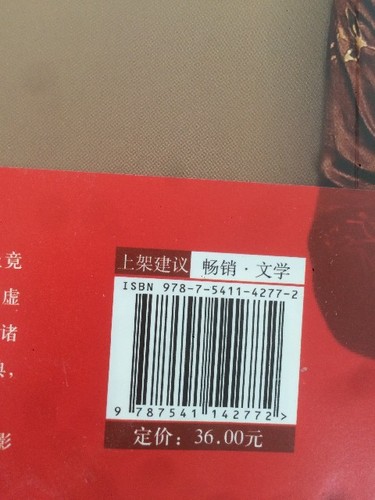 竟
虚
诸
影
上架建议 畅销·文学
ISBN 978-7-5411-4277-2
9 787541 142772 >
定价：36.00元